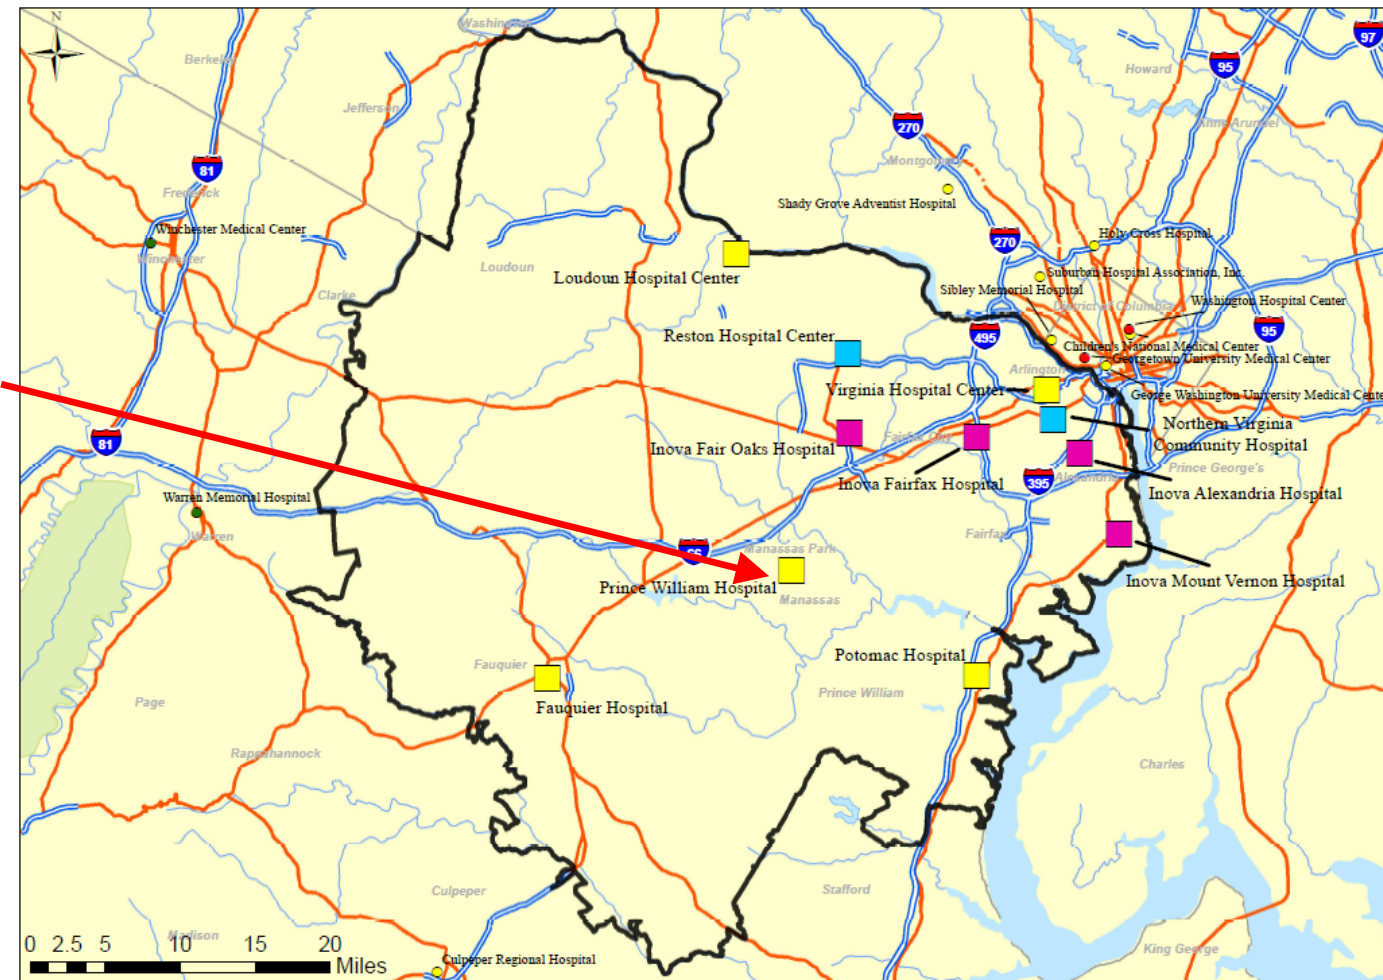 N
Washington
97
Berkeley
95
Howard
Jefferson
270
Anne Arundel
81
Montgomery
Frederick
Shady Grove Adventist Hospital
Winchester Medical Center
270
Holy Cross Hospital
Winchester
Loudoun
Loudoun Hospital Center
Suburban Hospital Association, Inc.
Clarke
Sibley Memorial Hospital
District of Columbia
Washington Hospital Center
Reston Hospital Center
495
95
Children's National Medical Center
Georgetown University Medical Center
Arlington
Virginia Hospital Center
George Washington University Medical Center
Northern Virginia
Community Hospital
81
Inova Fair Oaks Hospital
Fairfax City
Prince George's
Inova Fairfax Hospital
395
Alexandria
Inova Alexandria Hospital
Warren Memorial Hospital
Warren
Fairfax
66
Manassas Park
Prince William Hospital
Manassas
Inova Mount Vernon Hospital
Potomac Hospital
Fauquier
Prince William
Page
Fauquier Hospital
Rappahannock
Charles
Culpeper
Stafford
Madison
King George
0 2.5 5 10 15 20
Miles
Culpeper Regional Hospital